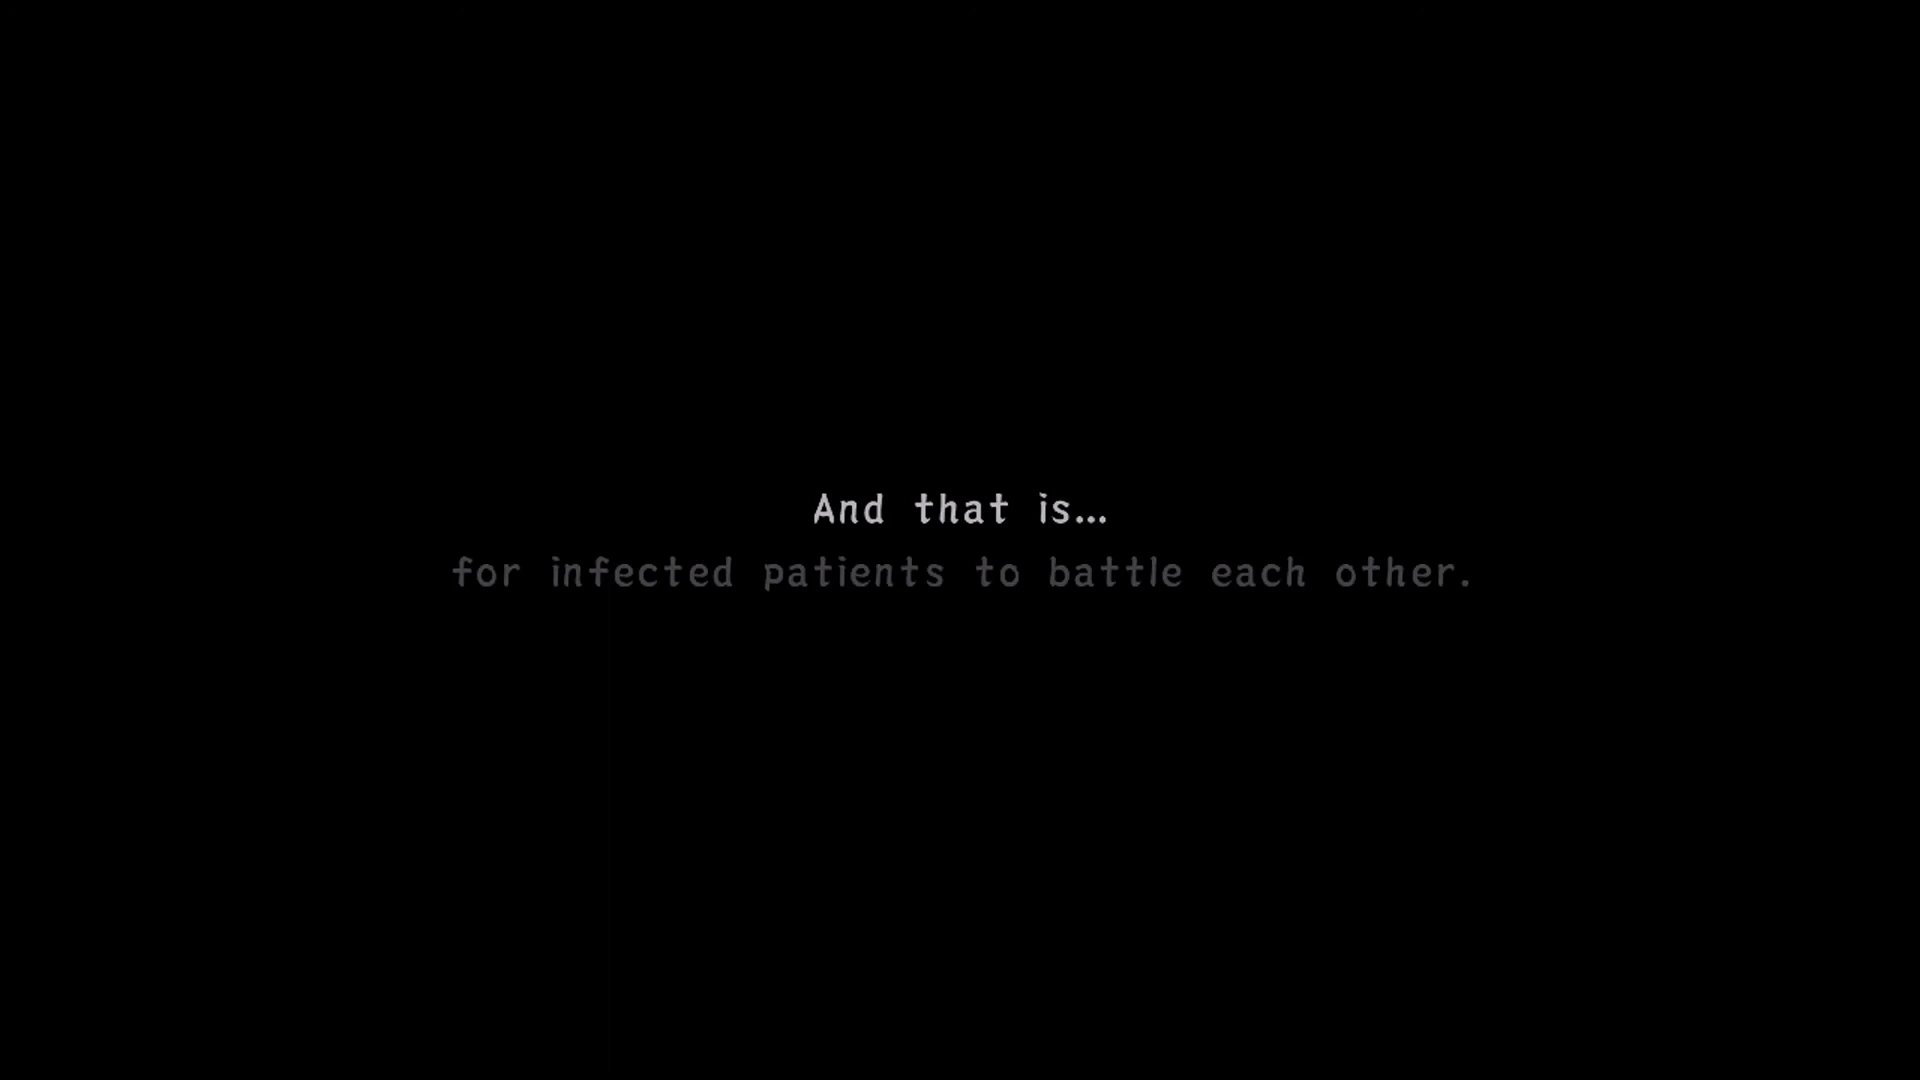 And that is…
for infected patients to battle each other.